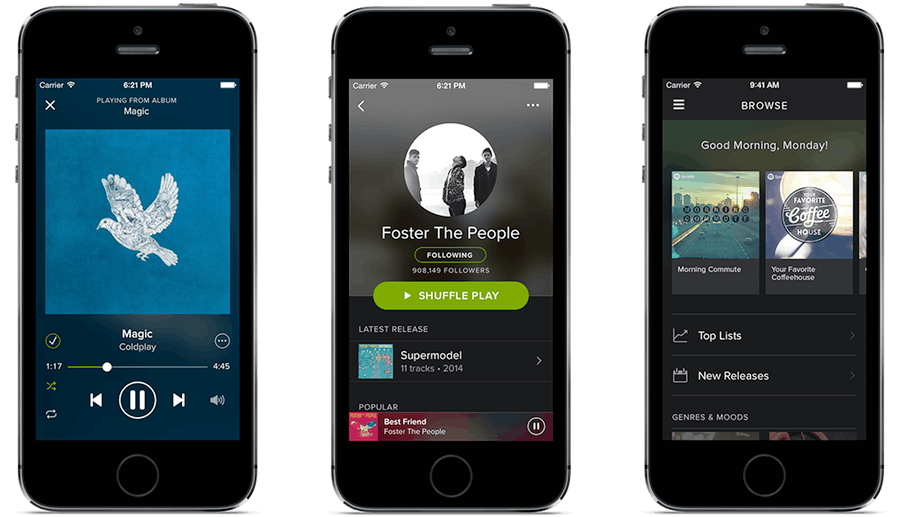 Carrier 6:21 PM
PLAYING FROM ALBUM
Magic
Magic
Coldplay
1:17 4:45
Carrier 6:21 PM
Foster The People
FOLLOWING
908,149 FOLLOWERS
SHUFFLE PLAY
LATEST RELEASE
Supermodel
11 tracks • 2014
POPULAR
Best Friend
Foster The People
Carrier 9:41 AM
BROWSE
Good Morning, Monday!
MORNING
COMMUTE
YOUR
FAVORITE
Coffee
HOUSE
Morning Commute
Your Favorite
Coffeehouse
Top Lists
New Releases
GENRES & MOODS